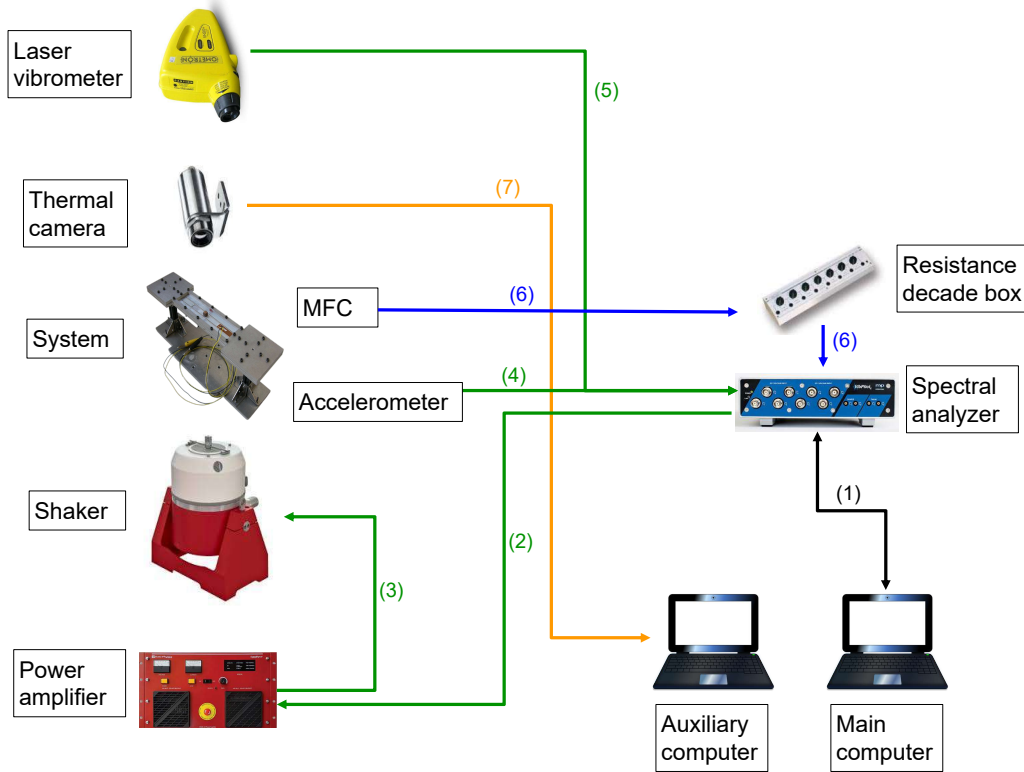 Laser
vibrometer
OMETRON
(5)
Thermal
camera
(7)
System
MFC
(6)
Resistance
decade box
(6)
Accelerometer
(4)
Spectral
analyzer
Shaker
(3)
(2)
(1)
Power
amplifier
Auxiliary
computer
Main
computer